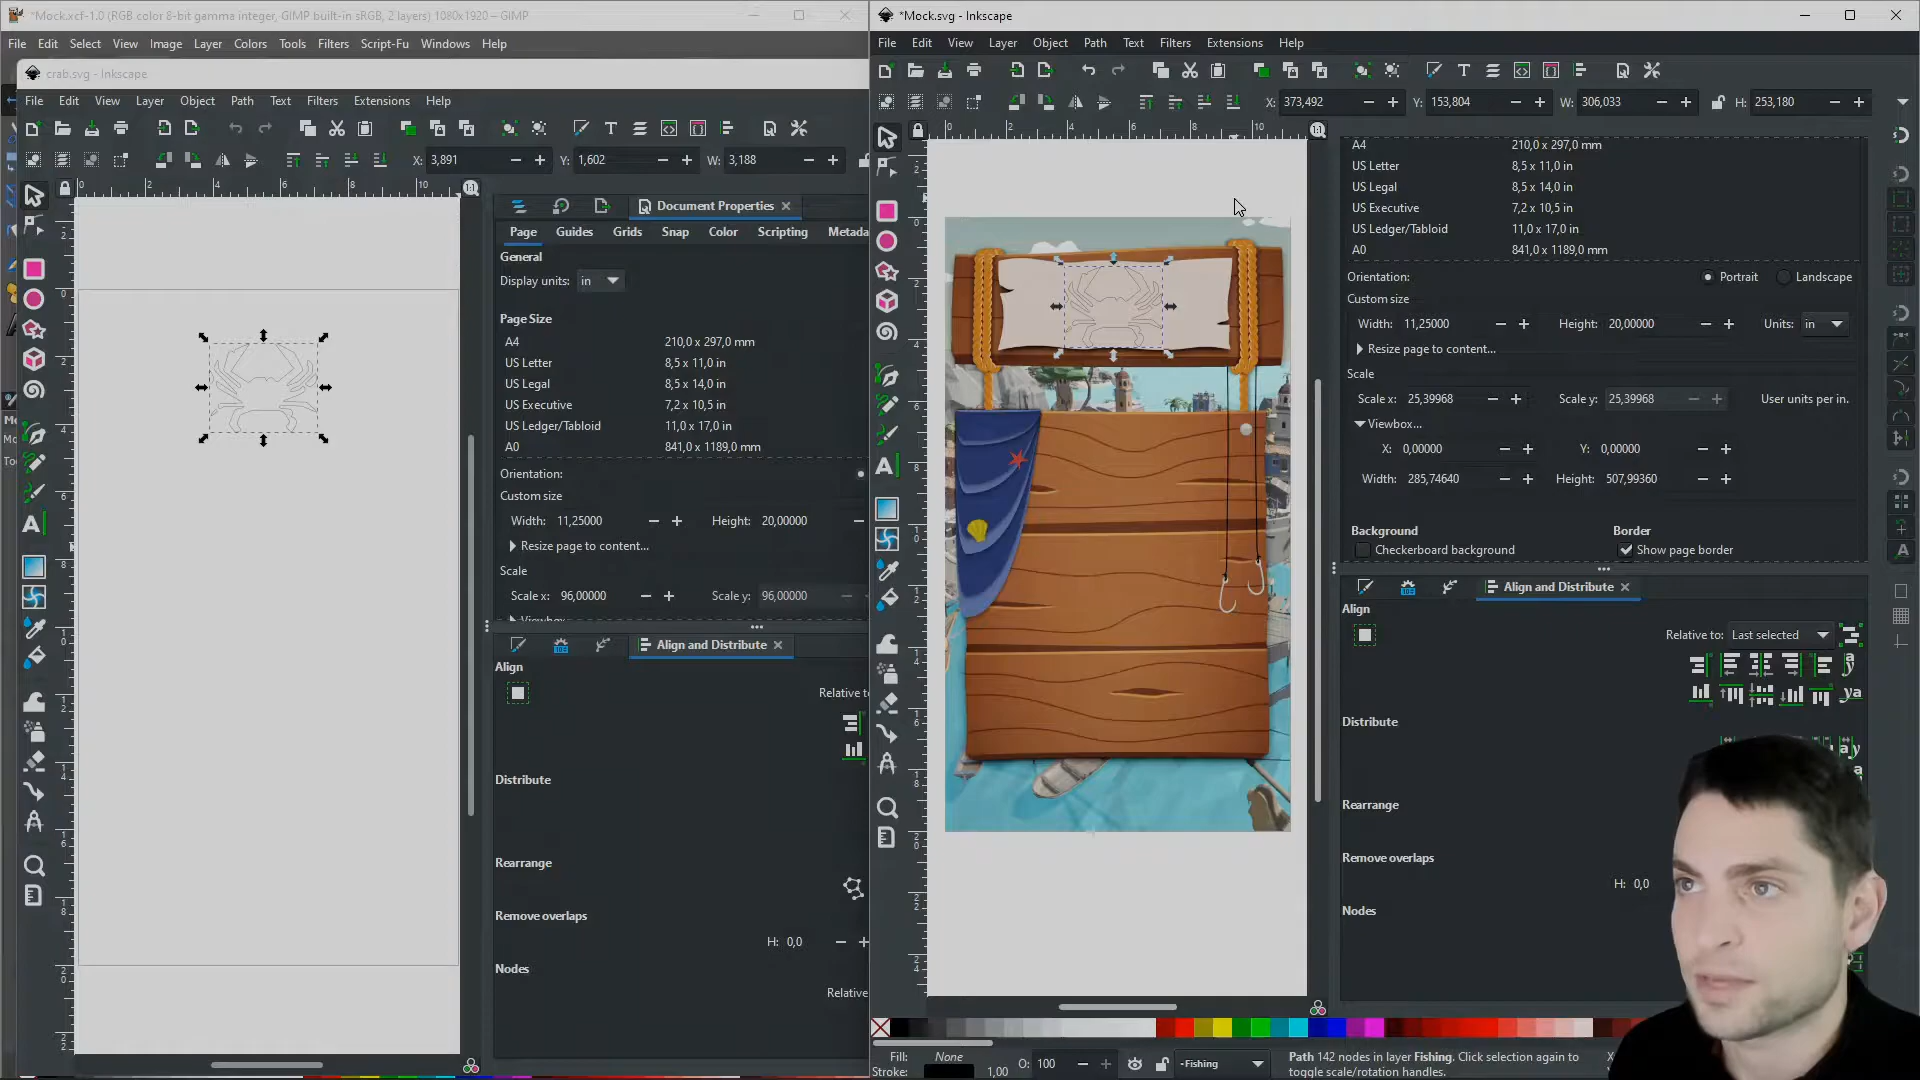 *Mock.xcf-1.0 (RGB color 8-bit gamma integer, GIMP built-in sRGB, 2 layers) 1080x1920 – GIMP
File Edit Select View Image Layer Colors Tools Filters Script-Fu Windows Help
crab.svg - Inkscape
File Edit View Layer Object Path Text Filters Extensions Help
X: 3,891 Y: 1,602 W: 3,188
Document Properties
Page Guides Grids Snap Color Scripting Metada
General
Display units: in
Page Size
A4 210,0 x 297,0 mm
US Letter 8,5 x 11,0 in
US Legal 8,5 x 14,0 in
US Executive 7,2 x 10,5 in
US Ledger/Tabloid 11,0 x 17,0 in
A0 841,0 x 1189,0 mm
Orientation:
Custom size
Width: 11,25000 Height: 20,00000
Resize page to content...
Scale
Scale x: 96,00000 Scale y: 96,00000
Align and Distribute
Align
Relative to
Distribute
Rearrange
Remove overlaps
H: 0,0
Nodes
Relative
*Mock.svg - Inkscape
File Edit View Layer Object Path Text Filters Extensions Help
X: 373,492 Y: 153,804 W: 306,033 H: 253,180
A4 210,0 x 297,0 mm
US Letter 8,5 x 11,0 in
US Legal 8,5 x 14,0 in
US Executive 7,2 x 10,5 in
US Ledger/Tabloid 11,0 x 17,0 in
A0 841,0 x 1189,0 mm
Orientation: Portrait Landscape
Custom size
Width: 11,25000 Height: 20,00000 Units: in
Resize page to content...
Scale
Scale x: 25,39968 Scale y: 25,39968 User units per in.
Viewbox...
X: 0,00000 Y: 0,00000
Width: 285,74640 Height: 507,99360
Background Border
Checkerboard background Show page border
Align and Distribute
Align
Relative to: Last selected
Distribute
Rearrange
Remove overlaps
H: 0,0
Nodes
Fill: None
Stroke: 1,00
O: 100
-Fishing
Path 142 nodes in layer Fishing. Click selection again to
toggle scale/rotation handles.